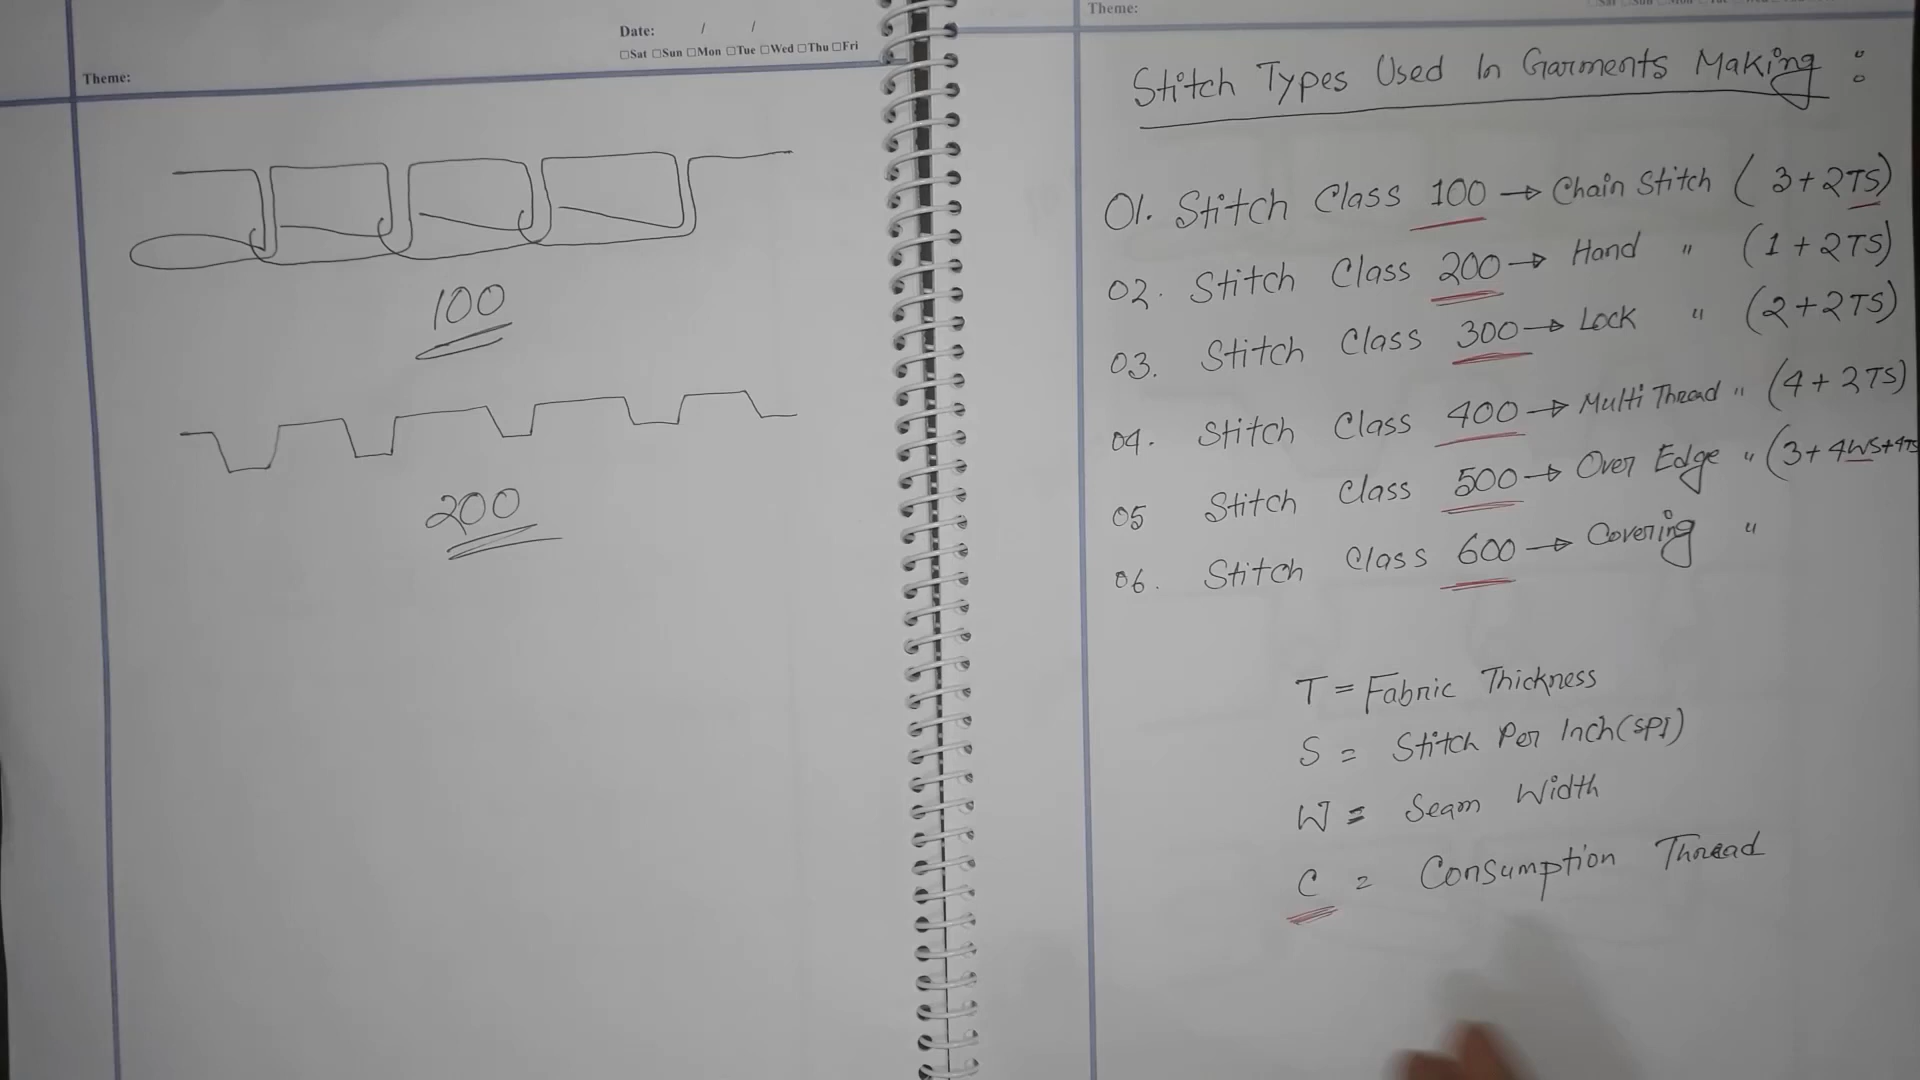 Date: / /
□Sat □Sun □Mon □Tue □Wed □Thu □Fri
Theme:
100
200
Theme:
Stitch Types Used In Garments Making :
01. Stitch Class 100 → Chain Stitch ( 3+2TS)
02. Stitch Class 200 → Hand " (1+2TS)
03. Stitch Class 300 → Lock " (2+2TS)
04. Stitch Class 400 → Multi Thread " (4+2TS)
05 Stitch Class 500 → Over Edge " (3+4WS+4TS
06. Stitch Class 600 → Covering "
T = Fabric Thickness
S = Stitch Per Inch(SPI)
W = Seam Width
C = Consumption Thread